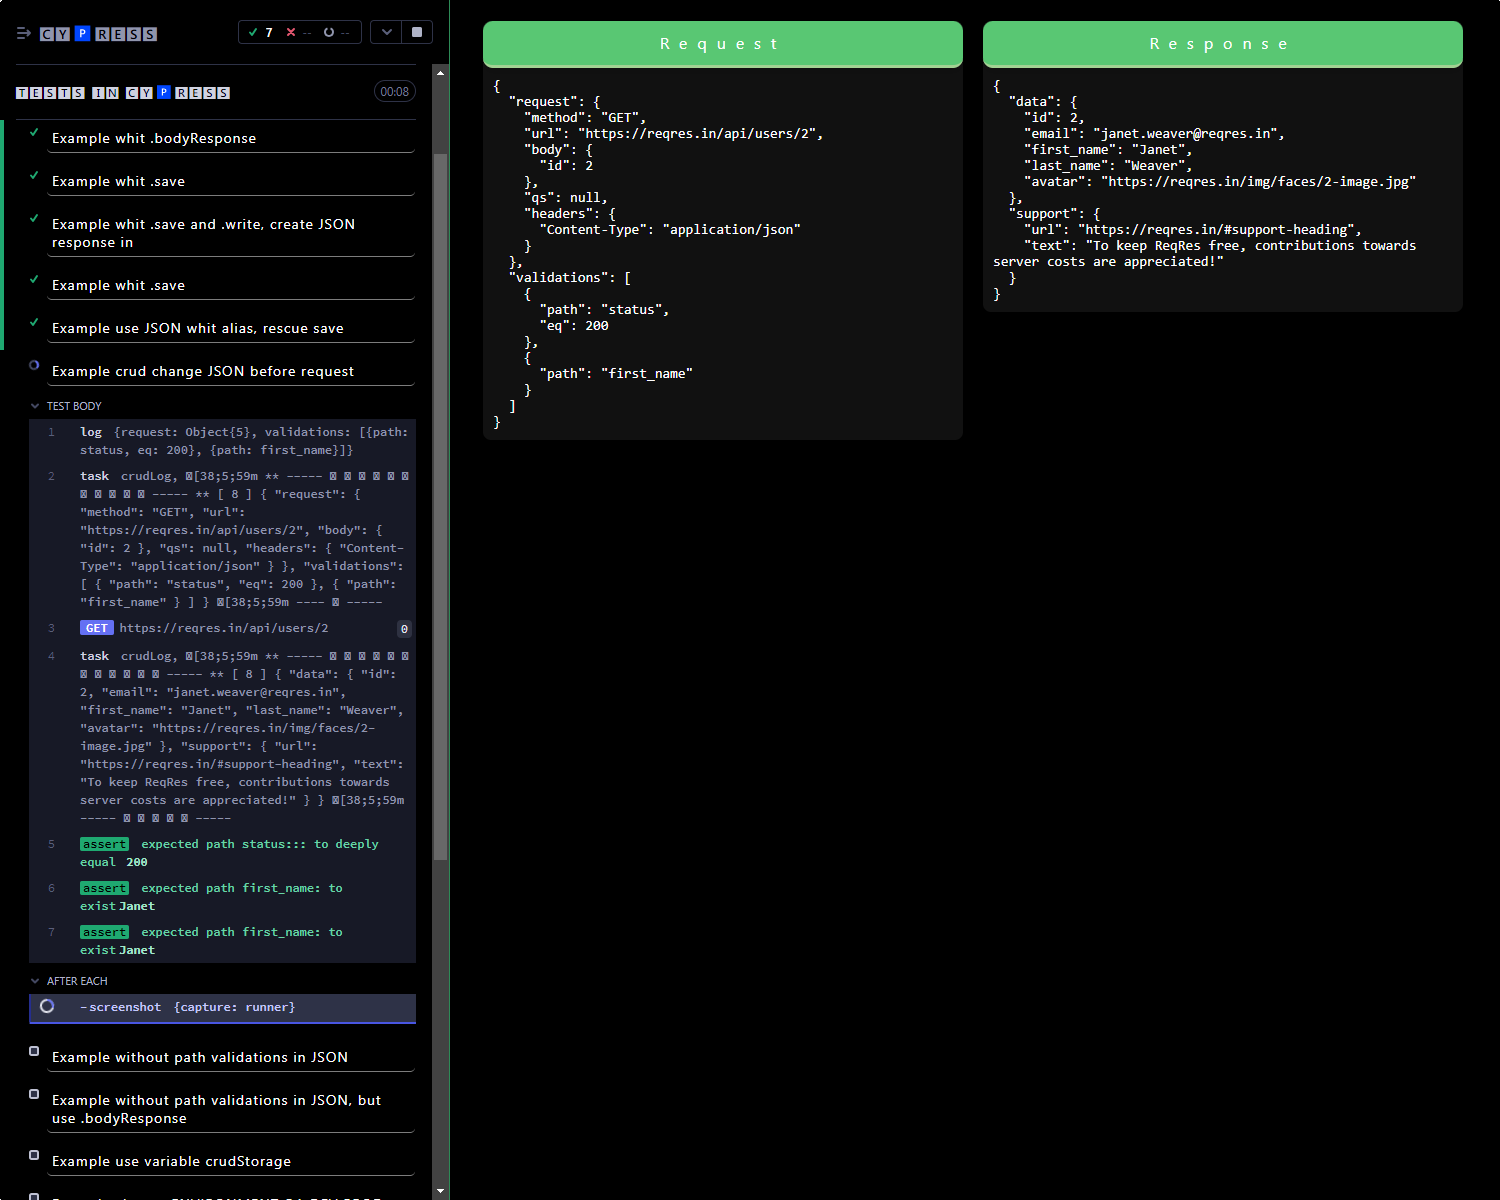 CYPRESS
7 -- --
TESTS IN CYPRESS
00:08
Example whit .bodyResponse
Example whit .save
Example whit .save and .write, create JSON
response in
Example whit .save
Example use JSON whit alias, rescue save
Example crud change JSON before request
TEST BODY
1 log {request: Object{5}, validations: [{path:
status, eq: 200}, {path: first_name}]}
2 task crudLog, [38;5;59m ** -----
----- ** [ 8 ] { "request": {
"method": "GET", "url":
"https://reqres.in/api/users/2", "body": {
"id": 2 }, "qs": null, "headers": { "Content-
Type": "application/json" } }, "validations":
[ { "path": "status", "eq": 200 }, { "path":
"first_name" } ] } [38;5;59m ---- -----
3 GET https://reqres.in/api/users/2 0
4 task crudLog, [38;5;59m ** -----
----- ** [ 8 ] { "data": { "id":
2, "email": "janet.weaver@reqres.in",
"first_name": "Janet", "last_name": "Weaver",
"avatar": "https://reqres.in/img/faces/2-
image.jpg" }, "support": { "url":
"https://reqres.in/#support-heading", "text":
"To keep ReqRes free, contributions towards
server costs are appreciated!" } } [38;5;59m
----- -----
5 assert expected path status::: to deeply
equal 200
6 assert expected path first_name: to
exist Janet
7 assert expected path first_name: to
exist Janet
AFTER EACH
-screenshot {capture: runner}
Example without path validations in JSON
Example without path validations in JSON, but
use .bodyResponse
Example use variable crudStorage
Request
{
"request": {
"method": "GET",
"url": "https://reqres.in/api/users/2",
"body": {
"id": 2
},
"qs": null,
"headers": {
"Content-Type": "application/json"
}
},
"validations": [
{
"path": "status",
"eq": 200
},
{
"path": "first_name"
}
]
}
Response
{
"data": {
"id": 2,
"email": "janet.weaver@reqres.in",
"first_name": "Janet",
"last_name": "Weaver",
"avatar": "https://reqres.in/img/faces/2-image.jpg"
},
"support": {
"url": "https://reqres.in/#support-heading",
"text": "To keep ReqRes free, contributions towards
server costs are appreciated!"
}
}